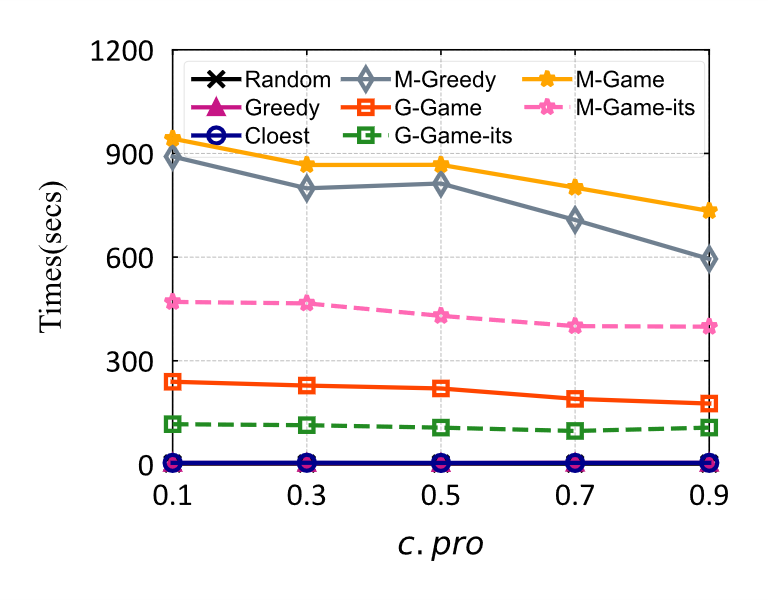 1200
Random M-Greedy M-Game
Greedy G-Game M-Game-its
Cloest G-Game-its
900
600
300
0
Times(secs)
0.1 0.3 0.5 0.7 0.9
c.pro